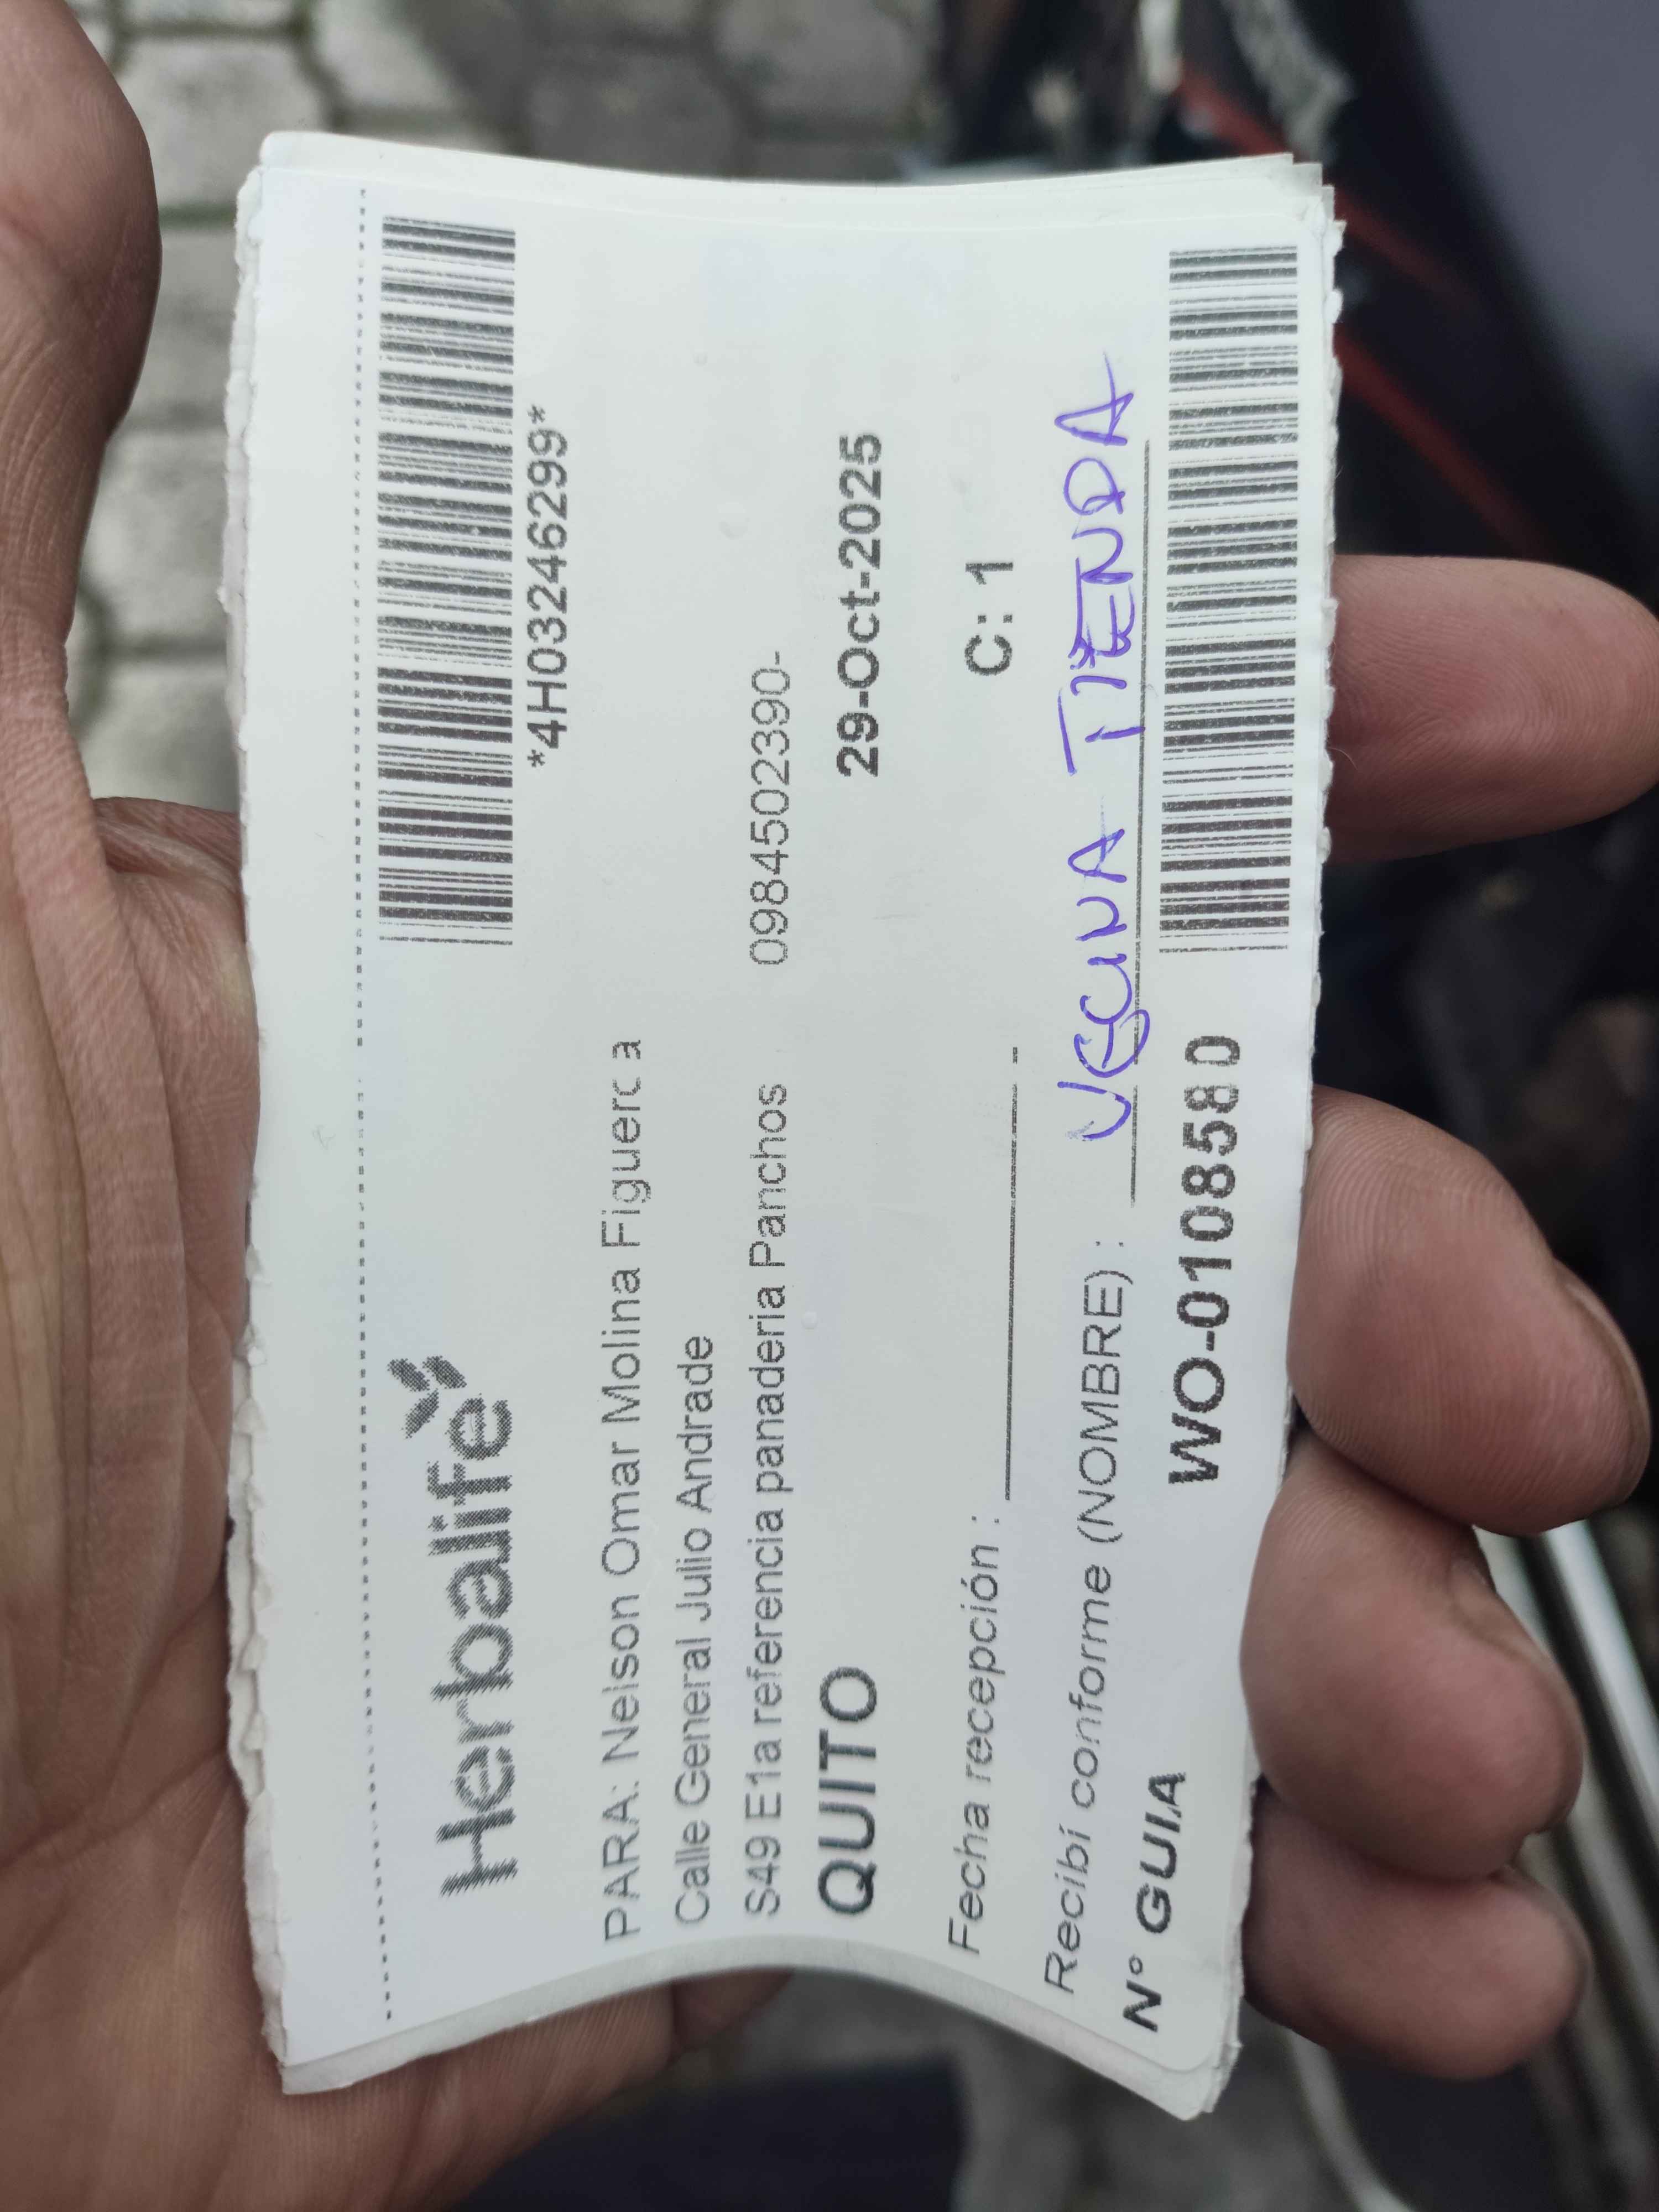 Herbalife
*4H03246299*
PARA: Nelson Omar Molina Figueroa
Calle General Julio Andrade
S49 E1a referencia panaderia Panchos 0984502390-
QUITO 29-Oct-2025
Fecha recepción : C: 1
Recibí conforme (NOMBRE) : VECINA TIENDA
N° GUIA WO-0108580